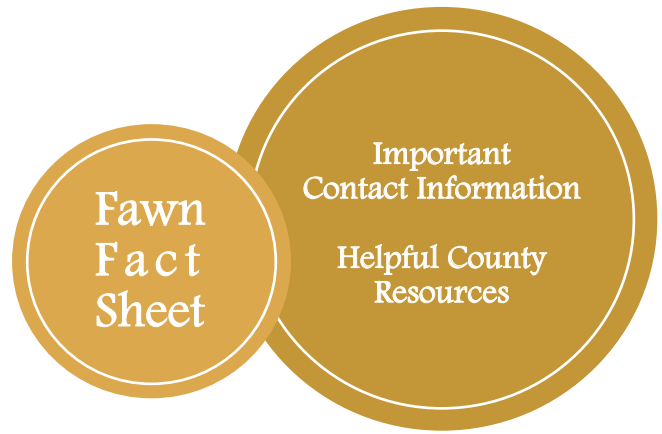 Fawn
Fact
Sheet
Important
Contact Information
Helpful County
Resources